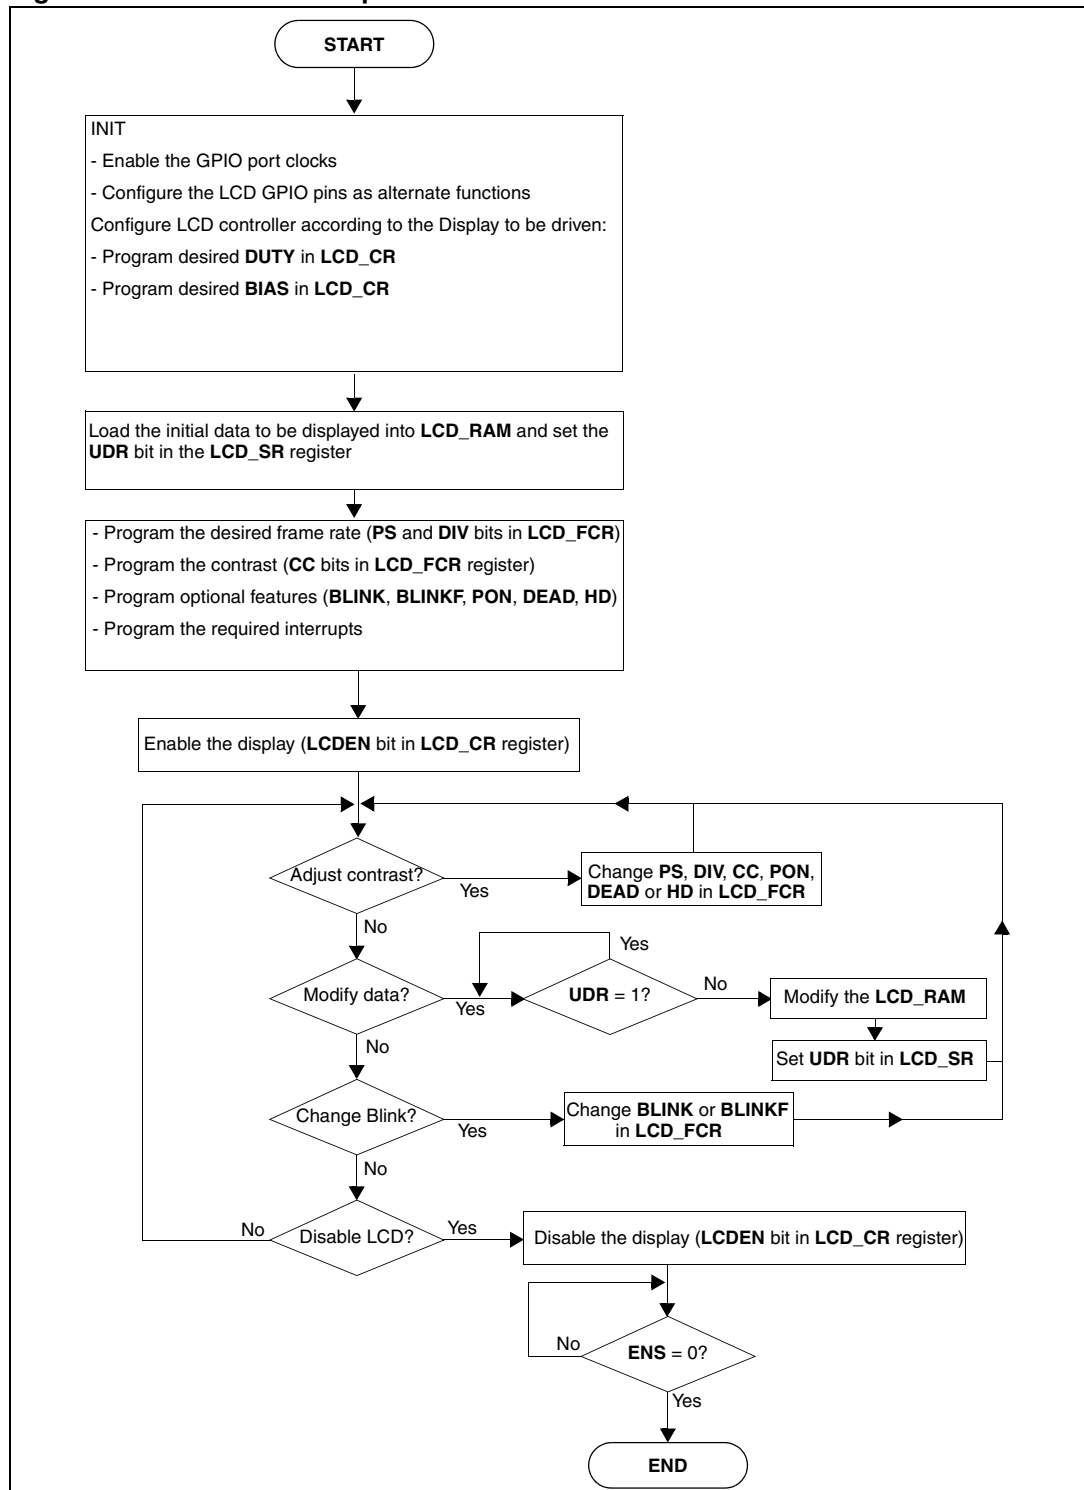 START
INIT
- Enable the GPIO port clocks
- Configure the LCD GPIO pins as alternate functions
Configure LCD controller according to the Display to be driven:
- Program desired DUTY in LCD_CR
- Program desired BIAS in LCD_CR
Load the initial data to be displayed into LCD_RAM and set the
UDR bit in the LCD_SR register
- Program the desired frame rate (PS and DIV bits in LCD_FCR)
- Program the contrast (CC bits in LCD_FCR register)
- Program optional features (BLINK, BLINKF, PON, DEAD, HD)
- Program the required interrupts
Enable the display (LCDEN bit in LCD_CR register)
Adjust contrast?
Yes
Change PS, DIV, CC, PON,
DEAD or HD in LCD_FCR
No
Modify data?
Yes
UDR = 1?
Yes
No
Modify the LCD_RAM
Set UDR bit in LCD_SR
No
Change Blink?
Yes
Change BLINK or BLINKF
in LCD_FCR
No
Disable LCD?
No
Yes
Disable the display (LCDEN bit in LCD_CR register)
ENS = 0?
No
Yes
END